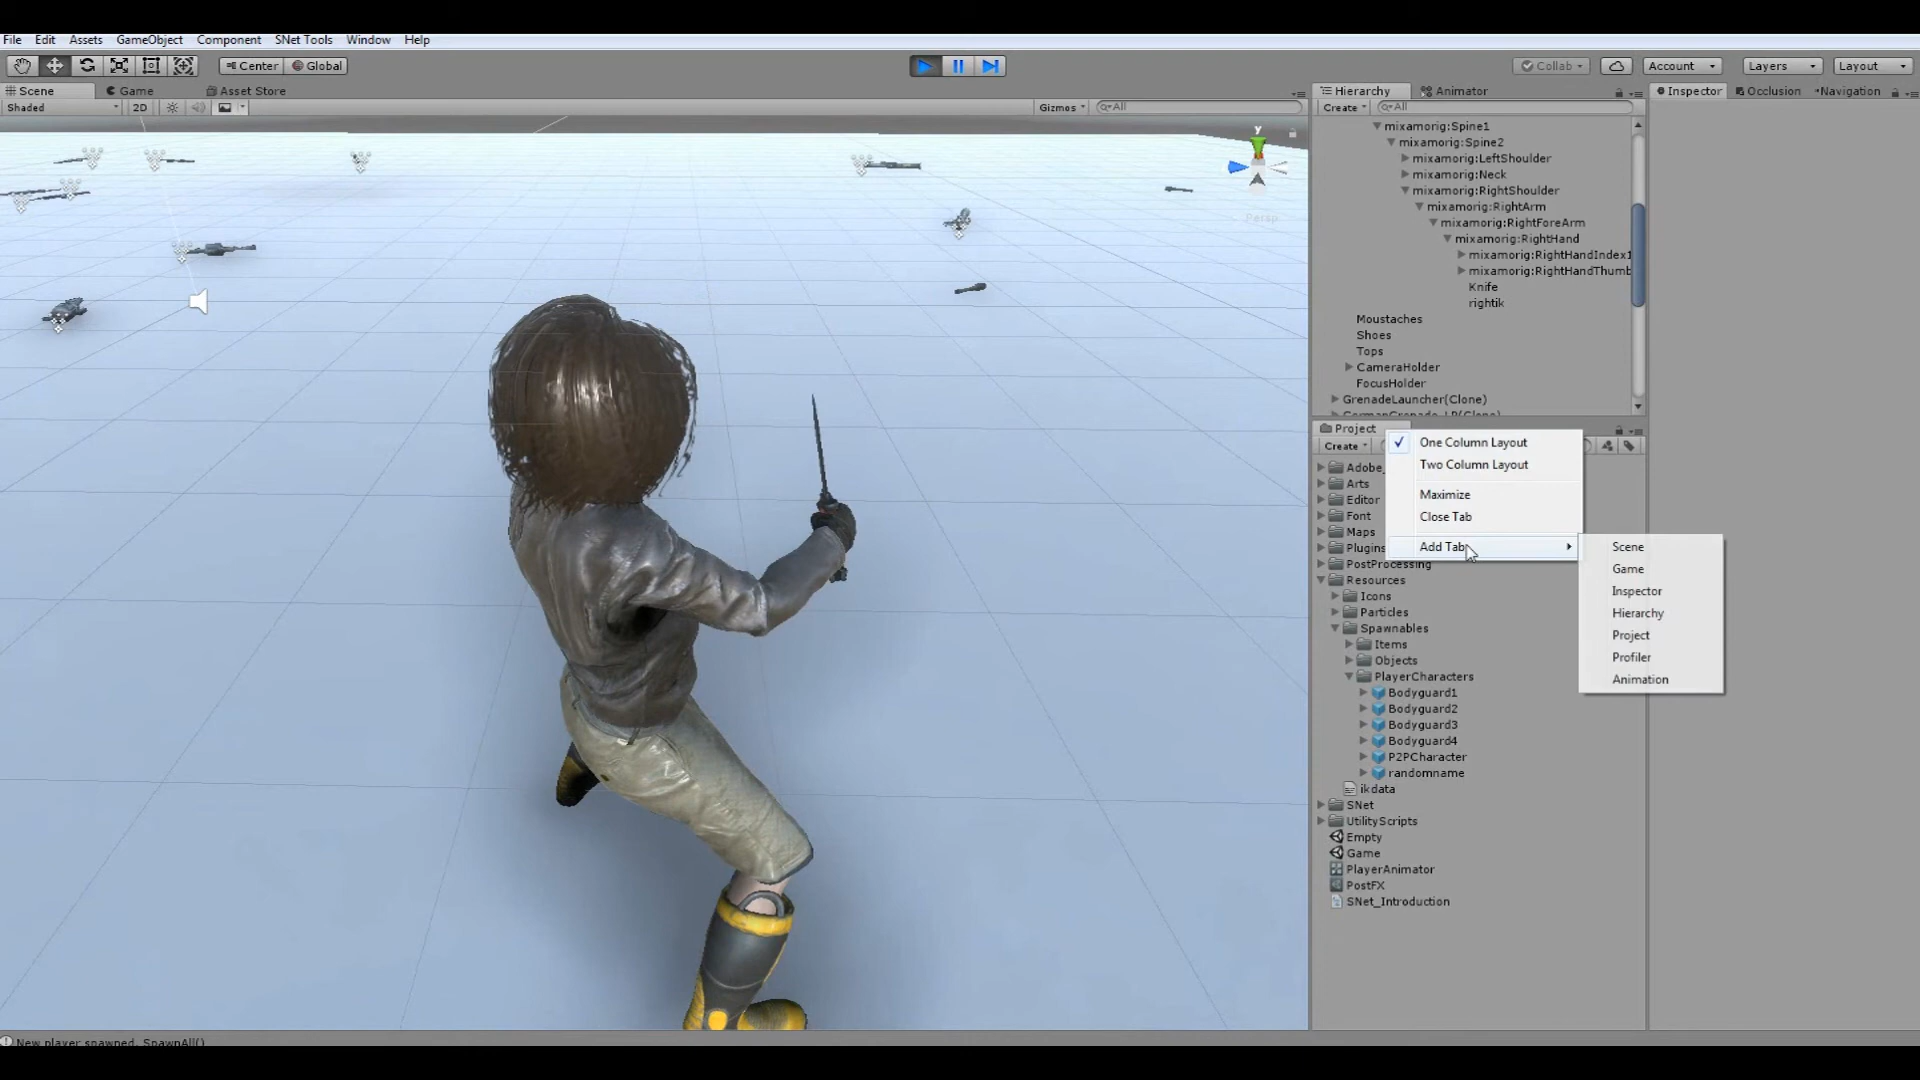 File Edit Assets GameObject Component SNet Tools Window Help
Center Global Collab Account Layers Layout
Scene Game Asset Store
Shaded 2D Gizmos All
y
Persp
Hierarchy Animator
Create All
mixamorig:Spine1
mixamorig:Spine2
mixamorig:LeftShoulder
mixamorig:Neck
mixamorig:RightShoulder
mixamorig:RightArm
mixamorig:RightForeArm
mixamorig:RightHand
mixamorig:RightHandIndex1
mixamorig:RightHandThumb
Knife
rightik
Moustaches
Shoes
Tops
CameraHolder
FocusHolder
GrenadeLauncher(Clone)
GermanGrenade_LP(Clone)
Inspector Occlusion Navigation
Project
Create
Adobe_
Arts
Editor
Font
Maps
Plugins
PostProcessing
Resources
Icons
Particles
Spawnables
Items
Objects
PlayerCharacters
Bodyguard1
Bodyguard2
Bodyguard3
Bodyguard4
P2PCharacter
randomname
ikdata
SNet
UtilityScripts
Empty
Game
PlayerAnimator
PostFX
SNet_Introduction
One Column Layout
Two Column Layout
Maximize
Close Tab
Add Tab
Scene
Game
Inspector
Hierarchy
Project
Profiler
Animation
New player spawned. SpawnAll()